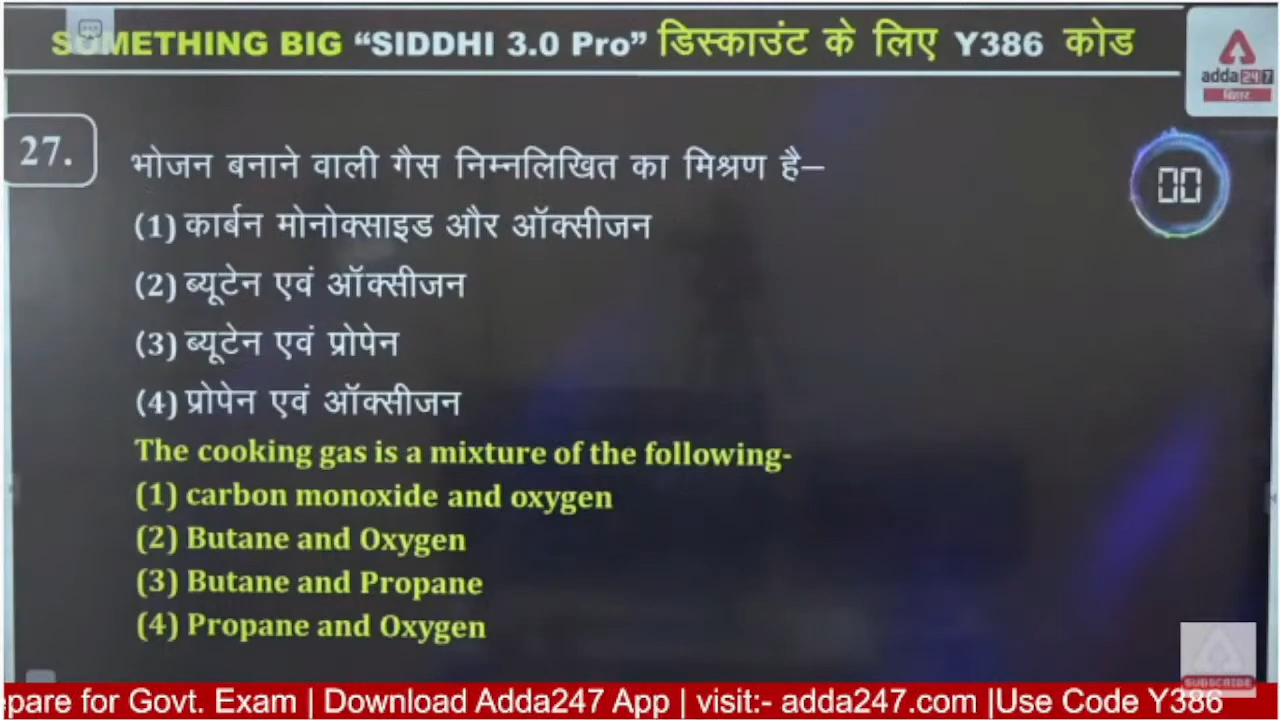 SOMETHING BIG “SIDDHI 3.0 Pro” डिस्काउंट के लिए Y386 कोड
adda247
बिहार
27.
भोजन बनाने वाली गैस निम्नलिखित का मिश्रण है–
00
(1) कार्बन मोनोक्साइड और ऑक्सीजन
(2) ब्यूटेन एवं ऑक्सीजन
(3) ब्यूटेन एवं प्रोपेन
(4) प्रोपेन एवं ऑक्सीजन
The cooking gas is a mixture of the following-
(1) carbon monoxide and oxygen
(2) Butane and Oxygen
(3) Butane and Propane
(4) Propane and Oxygen
SUBSCRIBE
epare for Govt. Exam | Download Adda247 App | visit:- adda247.com |Use Code Y386